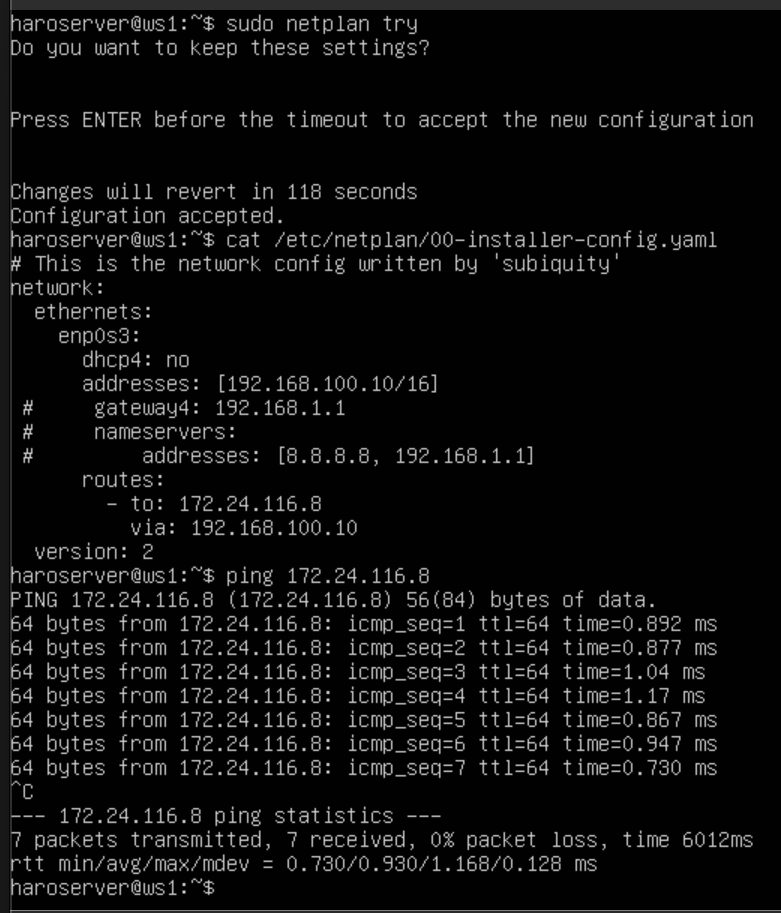 haroserver@ws1:~$ sudo netplan try
Do you want to keep these settings?
Press ENTER before the timeout to accept the new configuration
Changes will revert in 118 seconds
Configuration accepted.
haroserver@ws1:~$ cat /etc/netplan/00-installer-config.yaml
# This is the network config written by 'subiquity'
network:
  ethernets:
    enp0s3:
      dhcp4: no
      addresses: [192.168.100.10/16]
 #     gateway4: 192.168.1.1
 #     nameservers:
 #         addresses: [8.8.8.8, 192.168.1.1]
      routes:
        - to: 172.24.116.8
          via: 192.168.100.10
  version: 2
haroserver@ws1:~$ ping 172.24.116.8
PING 172.24.116.8 (172.24.116.8) 56(84) bytes of data.
64 bytes from 172.24.116.8: icmp_seq=1 ttl=64 time=0.892 ms
64 bytes from 172.24.116.8: icmp_seq=2 ttl=64 time=0.877 ms
64 bytes from 172.24.116.8: icmp_seq=3 ttl=64 time=1.04 ms
64 bytes from 172.24.116.8: icmp_seq=4 ttl=64 time=1.17 ms
64 bytes from 172.24.116.8: icmp_seq=5 ttl=64 time=0.867 ms
64 bytes from 172.24.116.8: icmp_seq=6 ttl=64 time=0.947 ms
64 bytes from 172.24.116.8: icmp_seq=7 ttl=64 time=0.730 ms
^C
--- 172.24.116.8 ping statistics ---
7 packets transmitted, 7 received, 0% packet loss, time 6012ms
rtt min/avg/max/mdev = 0.730/0.930/1.168/0.128 ms
haroserver@ws1:~$